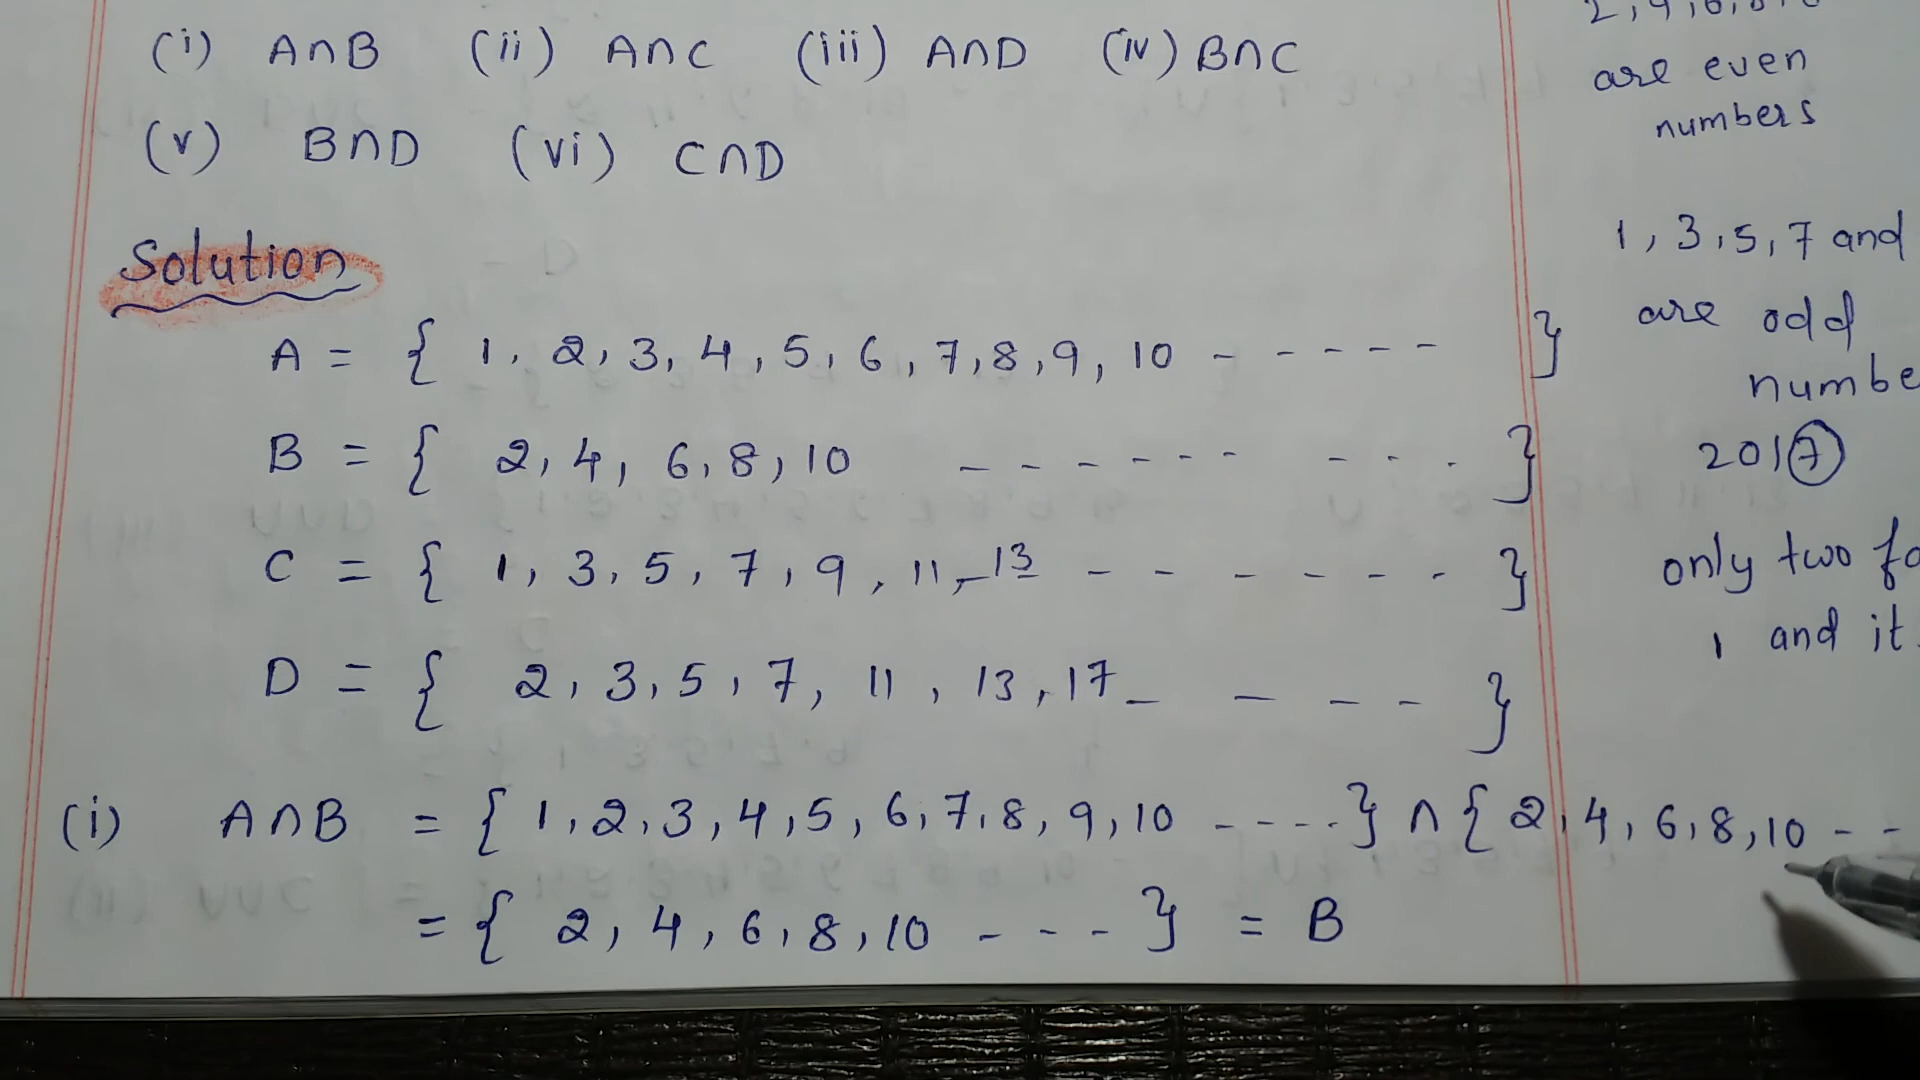 (i) A∩B (ii) A∩C (iii) A∩D (iv) B∩C
(v) B∩D (vi) C∩D
Solution
A = { 1, 2, 3, 4, 5, 6, 7, 8, 9, 10 - - - - - }
B = { 2, 4, 6, 8, 10 - - - - - - - - - }
C = { 1, 3, 5, 7, 9, 11, 13 - - - - - - - }
D = { 2, 3, 5, 7, 11, 13, 17 - - - - }
(i) A∩B = { 1, 2, 3, 4, 5, 6, 7, 8, 9, 10 - - - - } ∩ { 2, 4, 6, 8, 10 - -
= { 2, 4, 6, 8, 10 - - - } = B
are even
numbers
1, 3, 5, 7 and
are odd
numbe
2017
only two
1 and it